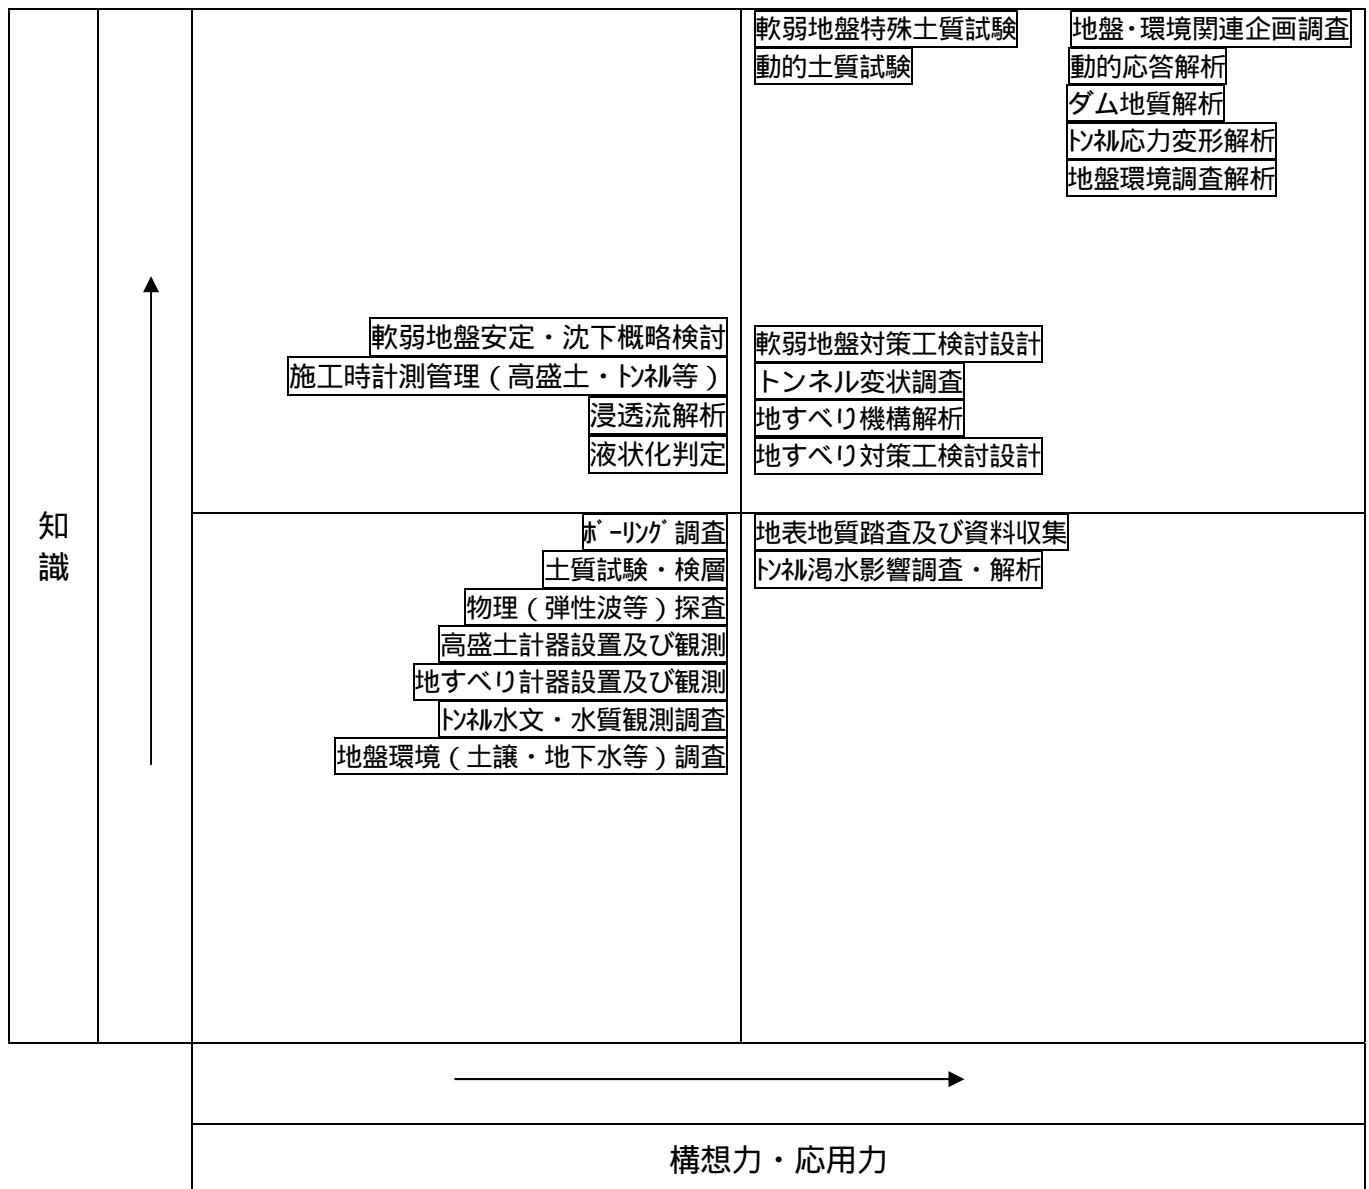 軟弱地盤特殊土質試験
動的土質試験
地盤・環境関連企画調査
動的応答解析
ダム地質解析
ﾄﾝﾈﾙ応力変形解析
地盤環境調査解析
軟弱地盤安定・沈下概略検討
施工時計測管理（高盛土・ﾄﾝﾈﾙ等）
浸透流解析
液状化判定
軟弱地盤対策工検討設計
トンネル変状調査
地すべり機構解析
地すべり対策工検討設計
知
識
ﾎﾞｰﾘﾝｸﾞ調査
土質試験・検層
物理（弾性波等）探査
高盛土計器設置及び観測
地すべり計器設置及び観測
ﾄﾝﾈﾙ水文・水質観測調査
地盤環境（土譲・地下水等）調査
地表地質踏査及び資料収集
ﾄﾝﾈﾙ渇水影響調査・解析
構想力・応用力